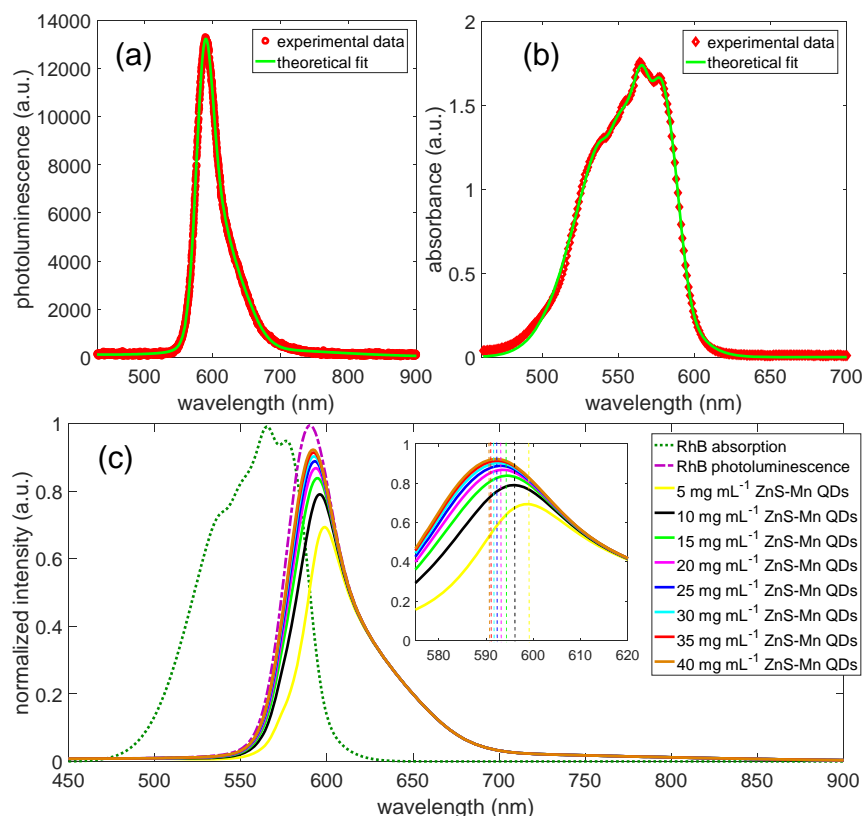 (a)
experimental data
theoretical fit
photoluminescence (a.u.)
14000
12000
10000
8000
6000
4000
2000
0
500 600 700 800 900
wavelength (nm)
(b)
experimental data
theoretical fit
absorbance (a.u.)
2
1.5
1
0.5
0
500 550 600 650 700
wavelength (nm)
(c)
normalized intensity (a.u.)
1
0.8
0.6
0.4
0.2
0
450 500 550 600 650 700 750 800 850 900
wavelength (nm)
1
0.8
0.6
0.4
0.2
0
580 590 600 610 620
RhB absorption
RhB photoluminescence
5 mg mL⁻¹ ZnS-Mn QDs
10 mg mL⁻¹ ZnS-Mn QDs
15 mg mL⁻¹ ZnS-Mn QDs
20 mg mL⁻¹ ZnS-Mn QDs
25 mg mL⁻¹ ZnS-Mn QDs
30 mg mL⁻¹ ZnS-Mn QDs
35 mg mL⁻¹ ZnS-Mn QDs
40 mg mL⁻¹ ZnS-Mn QDs